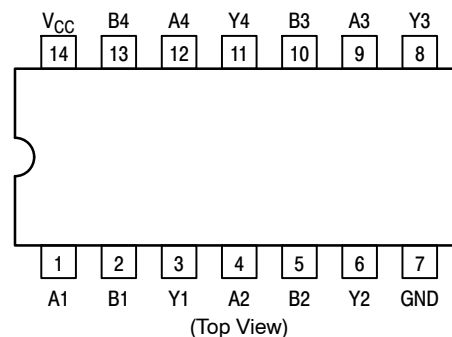 VCC B4 A4 Y4 B3 A3 Y3
14 13 12 11 10 9 8
1 2 3 4 5 6 7
A1 B1 Y1 A2 B2 Y2 GND
(Top View)